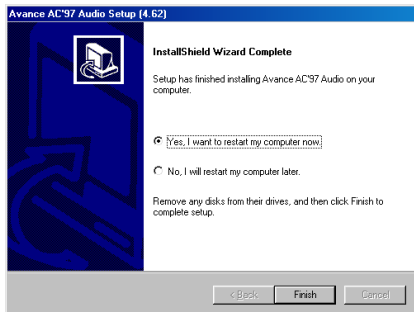 Avance AC'97 Audio Setup (4.62)
InstallShield Wizard Complete
Setup has finished installing Avance AC'97 Audio on your
computer.
Yes, I want to restart my computer now.
No, I will restart my computer later.
Remove any disks from their drives, and then click Finish to
complete setup.
< Back Finish Cancel